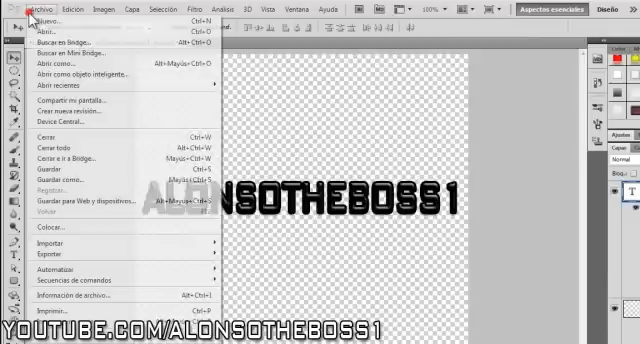 Archivo Edición Imagen Capa Selección Filtro Análisis 3D Vista Ventana 100% Aspectos esenciales Diseño >>
Nuevo... Ctrl+N
Abrir... Ctrl+O
Buscar en Bridge... Alt+Ctrl+O
Buscar en Mini Bridge...
Abrir como... Alt+Mayús+Ctrl+O
Abrir como objeto inteligente...
Abrir recientes
Compartir mi pantalla...
Crear nueva revisión...
Device Central...
Cerrar Ctrl+W
Cerrar todo Alt+Ctrl+W
Cerrar e ir a Bridge... Mayús+Ctrl+W
Guardar Ctrl+S
Guardar como... Mayús+Ctrl+S
Registrar...
Guardar para Web y dispositivos... Alt+Mayús+Ctrl+S
Volver F12
Colocar...
Importar
Exportar
Automatizar
Secuencias de comandos
Información de archivo... Alt+Ctrl+I
Imprimir... Ctrl+P
ALONSOTHEBOSS1
Ajustes
Capas
Normal
Bloq.:
T
YOUTUBE.COM/ALONSOTHEBOSS1